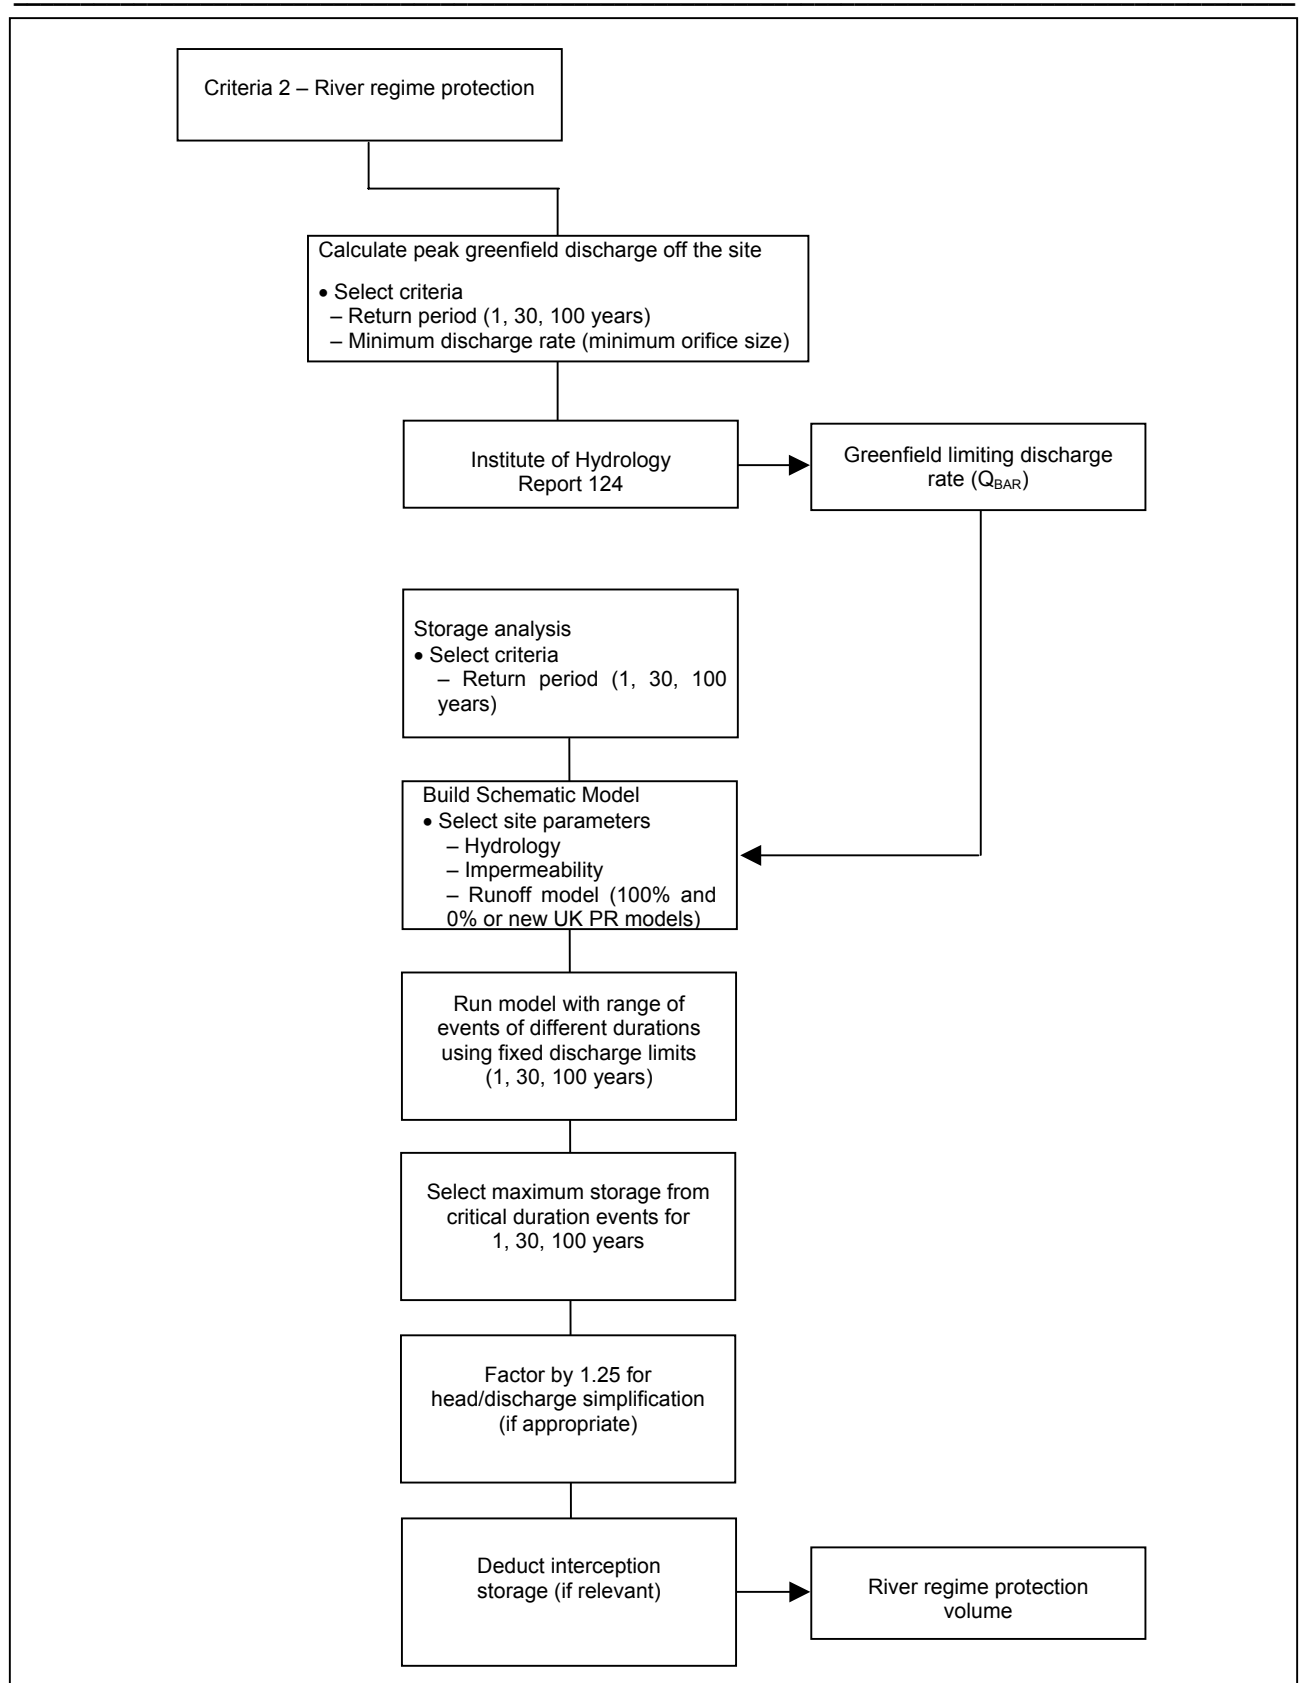 Criteria 2 – River regime protection
Calculate peak greenfield discharge off the site
• Select criteria
– Return period (1, 30, 100 years)
– Minimum discharge rate (minimum orifice size)
Institute of Hydrology
Report 124
Greenfield limiting discharge
rate (QBAR)
Storage analysis
• Select criteria
– Return period (1, 30, 100
years)
Build Schematic Model
• Select site parameters
– Hydrology
– Impermeability
– Runoff model (100% and
0% or new UK PR models)
Run model with range of
events of different durations
using fixed discharge limits
(1, 30, 100 years)
Select maximum storage from
critical duration events for
1, 30, 100 years
Factor by 1.25 for
head/discharge simplification
(if appropriate)
Deduct interception
storage (if relevant)
River regime protection
volume